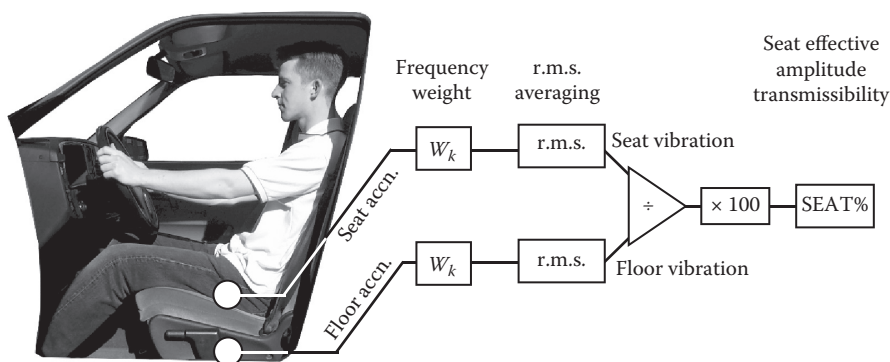 Seat effective
amplitude
transmissibility
Frequency
weight
r.m.s.
averaging
Seat accn.
W_k
r.m.s.
Seat vibration
÷
× 100
SEAT%
Floor accn.
W_k
r.m.s.
Floor vibration